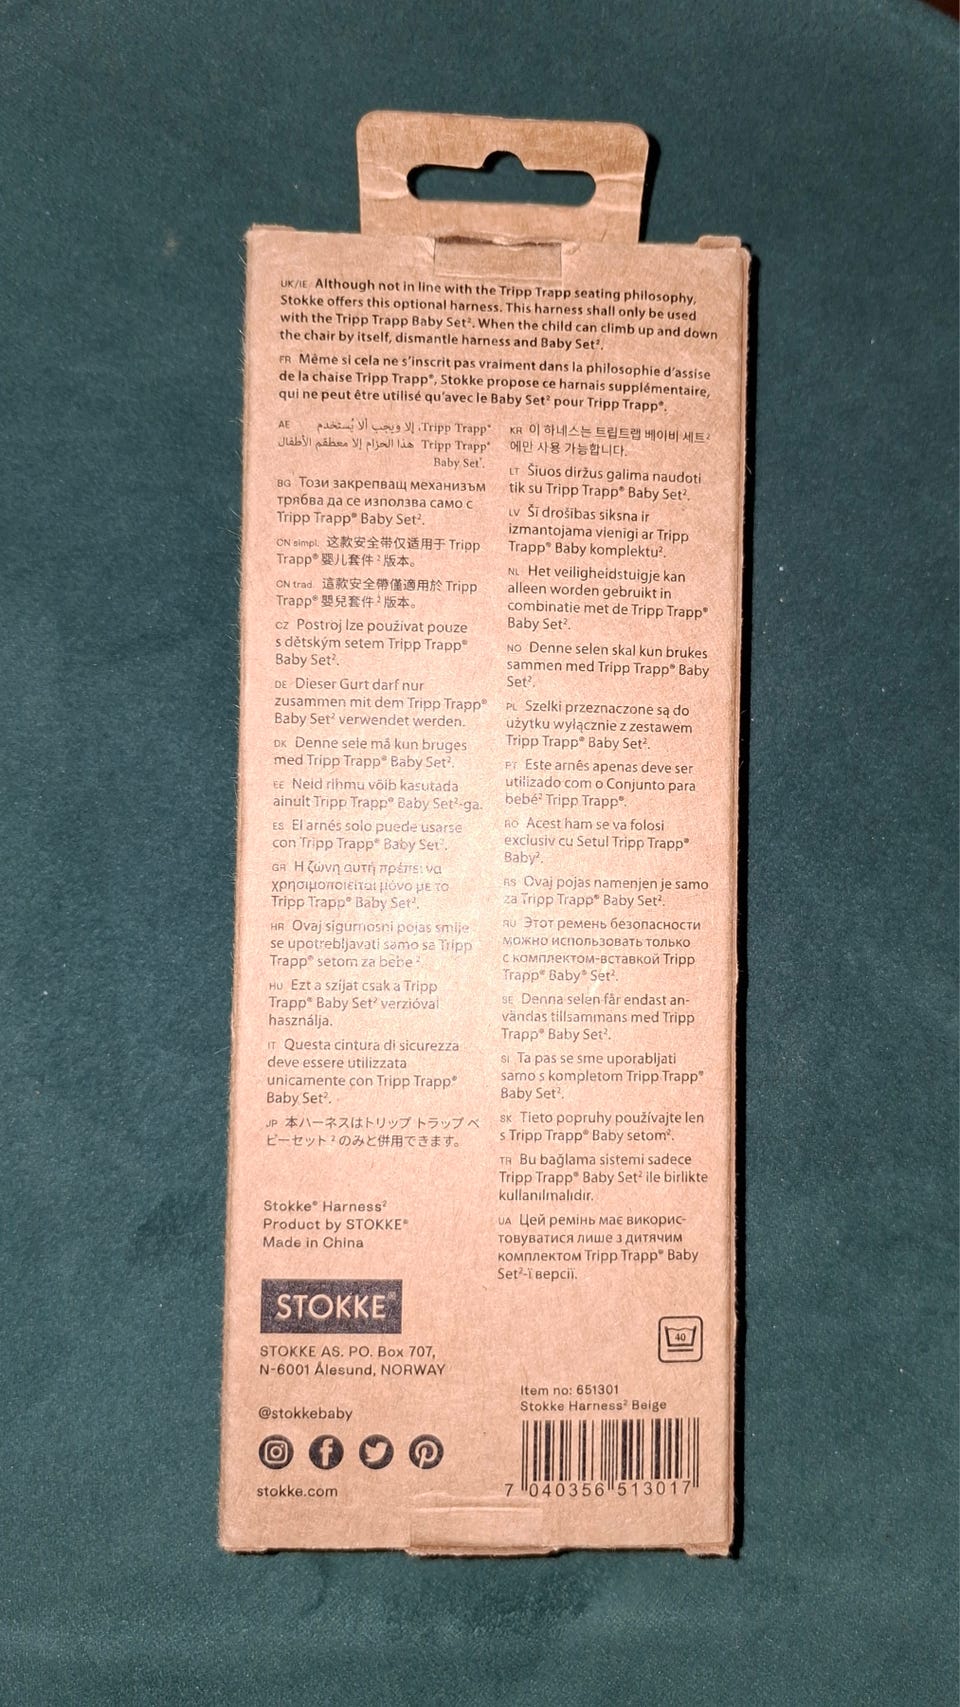 UK/IE Although not in line with the Tripp Trapp seating philosophy,
Stokke offers this optional harness. This harness shall only be used
with the Tripp Trapp Baby Set². When the child can climb up and down
the chair by itself, dismantle harness and Baby Set².
FR Même si cela ne s'inscrit pas vraiment dans la philosophie d'assise
de la chaise Tripp Trapp®, Stokke propose ce harnais supplémentaire,
qui ne peut être utilisé qu'avec le Baby Set² pour Tripp Trapp®.
AE Tripp Trapp® إلا ويجب ألا يُستخدم
Tripp Trapp® هذا الحزام إلا معطقم الأطفال
Baby Set².
BG Този закрепващ механизъм
трябва да се използва само с
Tripp Trapp® Baby Set².
CN simpl. 这款安全带仅适用于 Tripp
Trapp® 婴儿套件 ² 版本。
CN trad. 這款安全帶僅適用於 Tripp
Trapp® 嬰兒套件 ² 版本。
CZ Postroj lze používat pouze
s dětským setem Tripp Trapp®
Baby Set².
DE Dieser Gurt darf nur
zusammen mit dem Tripp Trapp®
Baby Set² verwendet werden.
DK Denne sele må kun bruges
med Tripp Trapp® Baby Set².
EE Neid rihmu võib kasutada
ainult Tripp Trapp® Baby Set²-ga.
ES El arnés solo puede usarse
con Tripp Trapp® Baby Set².
GR Η ζώνη αυτή πρέπει να
χρησιμοποιείται μόνο με το
Tripp Trapp® Baby Set².
HR Ovaj sigurnosni pojas smije
se upotrebljavati samo sa Tripp
Trapp® setom za bebe ².
HU Ezt a szíjat csak a Tripp
Trapp® Baby Set² verzióval
használja.
IT Questa cintura di sicurezza
deve essere utilizzata
unicamente con Tripp Trapp®
Baby Set².
JP 本ハーネスはトリップ トラップ ベ
ビーセット ² のみと併用できます。
KR 이 하네스는 트립트랩 베이비 세트²
에만 사용 가능합니다.
LT Šiuos diržus galima naudoti
tik su Tripp Trapp® Baby Set².
LV Šī drošības siksna ir
izmantojama vienīgi ar Tripp
Trapp® Baby komplektu².
NL Het veiligheidstuigje kan
alleen worden gebruikt in
combinatie met de Tripp Trapp®
Baby Set².
NO Denne selen skal kun brukes
sammen med Tripp Trapp® Baby
Set².
PL Szelki przeznaczone są do
użytku wyłącznie z zestawem
Tripp Trapp® Baby Set².
PT Este arnês apenas deve ser
utilizado com o Conjunto para
bebé² Tripp Trapp®.
RO Acest ham se va folosi
exclusiv cu Setul Tripp Trapp®
Baby².
RS Ovaj pojas namenjen je samo
za Tripp Trapp® Baby Set².
RU Этот ремень безопасности
можно использовать только
с комплектом-вставкой Tripp
Trapp® Baby® Set².
SE Denna selen får endast an-
vändas tillsammans med Tripp
Trapp® Baby Set².
SI Ta pas se sme uporabljati
samo s kompletom Tripp Trapp®
Baby Set².
SK Tieto popruhy používajte len
s Tripp Trapp® Baby setom².
TR Bu bağlama sistemi sadece
Tripp Trapp® Baby Set² ile birlikte
kullanılmalıdır.
UA Цей ремінь має викорис-
товуватися лише з дитячим
комплектом Tripp Trapp® Baby
Set²-ї версії.
Stokke® Harness²
Product by STOKKE®
Made in China
STOKKE®
STOKKE AS. PO. Box 707,
N-6001 Ålesund, NORWAY
@stokkebaby
stokke.com
40
Item no: 651301
Stokke Harness² Beige
7 040356 513017